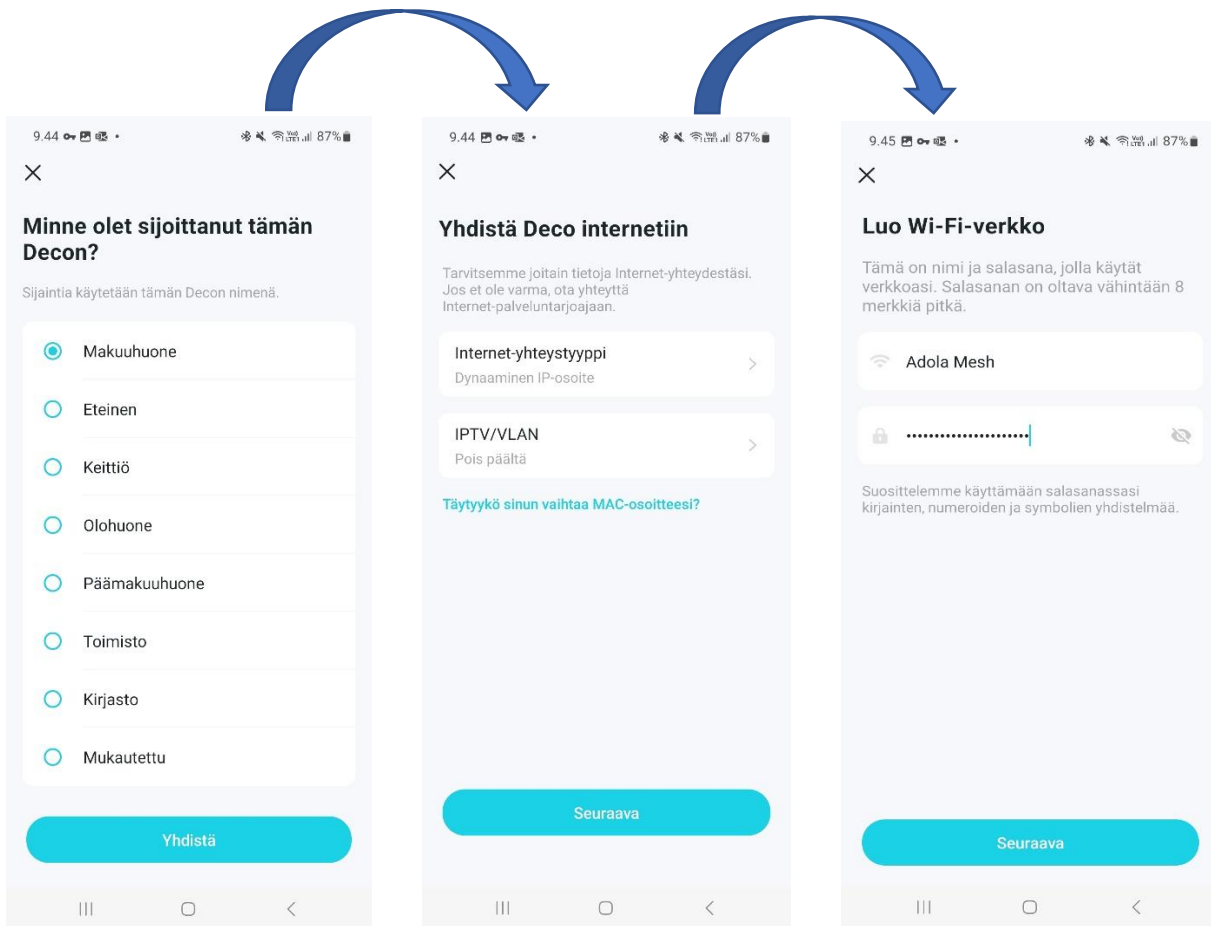 9.44
87%
Minne olet sijoittanut tämän
Decon?
Sijaintia käytetään tämän Decon nimenä.
Makuuhuone
Eteinen
Keittiö
Olohuone
Päämakuuhuone
Toimisto
Kirjasto
Mukautettu
Yhdistä
9.44
87%
Yhdistä Deco internetiin
Tarvitsemme joitain tietoja Internet-yhteydestäsi.
Jos et ole varma, ota yhteyttä
Internet-palveluntarjoajaan.
Internet-yhteystyyppi
Dynaaminen IP-osoite
IPTV/VLAN
Pois päältä
Täytyykö sinun vaihtaa MAC-osoitteesi?
Seuraava
9.45
87%
Luo Wi-Fi-verkko
Tämä on nimi ja salasana, jolla käytät
verkkoasi. Salasanan on oltava vähintään 8
merkkiä pitkä.
Adola Mesh
Suosittelemme käyttämään salasanassasi
kirjainten, numeroiden ja symbolien yhdistelmää.
Seuraava